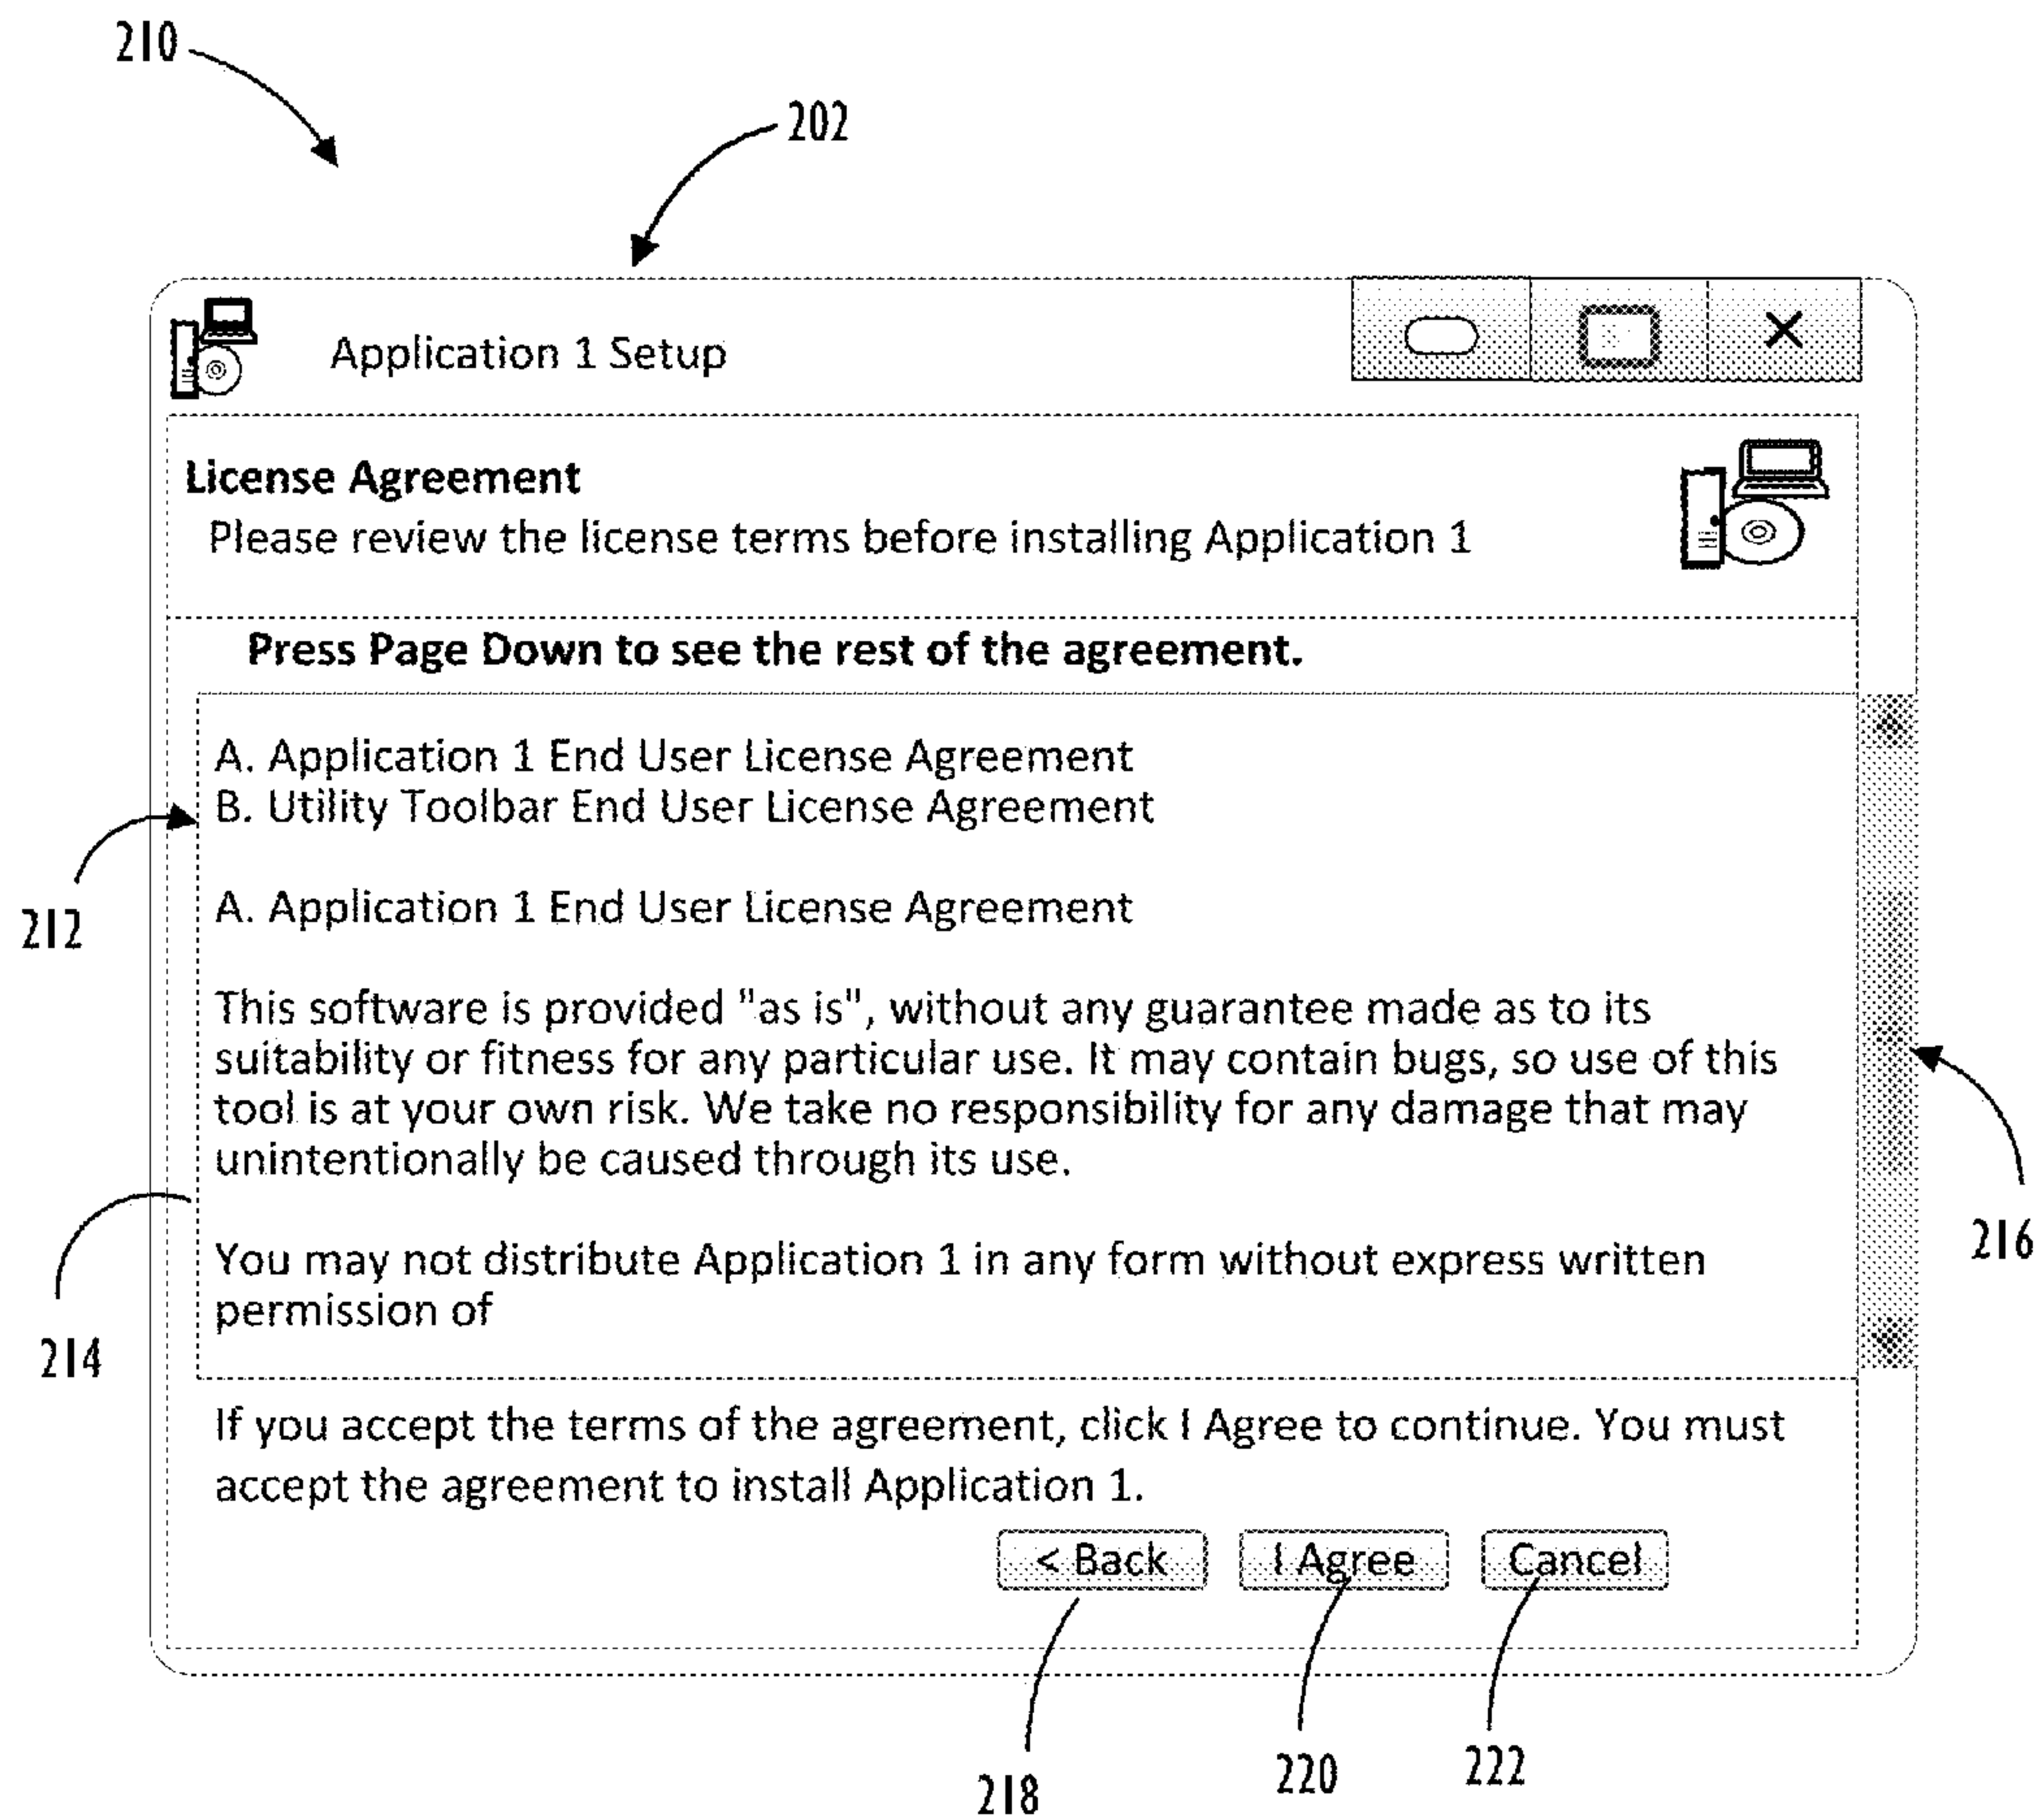 210
202
Application 1 Setup
License Agreement
Please review the license terms before installing Application 1
Press Page Down to see the rest of the agreement.
A. Application 1 End User License Agreement
B. Utility Toolbar End User License Agreement
212
A. Application 1 End User License Agreement
This software is provided "as is", without any guarantee made as to its
suitability or fitness for any particular use. It may contain bugs, so use of this
tool is at your own risk. We take no responsibility for any damage that may
unintentionally be caused through its use.
216
You may not distribute Application 1 in any form without express written
permission of
214
If you accept the terms of the agreement, click I Agree to continue. You must
accept the agreement to install Application 1.
< Back I Agree Cancel
218 220 222